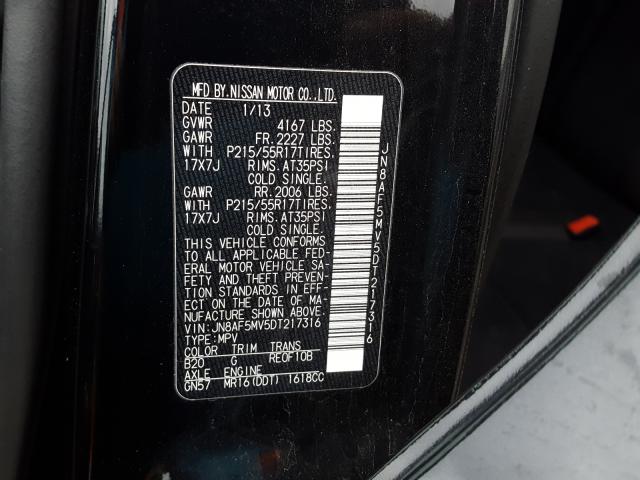 MFD BY.NISSAN MOTOR CO.,LTD.
DATE 1/13
GVWR 4167 LBS.
GAWR FR. 2227 LBS.
WITH P215/55R17TIRES.
17X7J RIMS. AT35PSI
COLD SINGLE.
GAWR RR. 2006 LBS.
WITH P215/55R17TIRES.
17X7J RIMS. AT35PSI
COLD SINGLE.
THIS VEHICLE CONFORMS
TO ALL APPLICABLE FED-
ERAL MOTOR VEHICLE SA-
FETY AND THEFT PREVEN-
TION STANDARDS IN EFF-
ECT ON THE DATE OF MA-
NUFACTURE SHOWN ABOVE.
VIN:JN8AF5MV5DT217316
TYPE:MPV
COLOR TRIM TRANS
B20 G RE0F10B
AXLE ENGINE
GN57 MR16(DDT) 1618CC
JN8AF5MV5DT217316